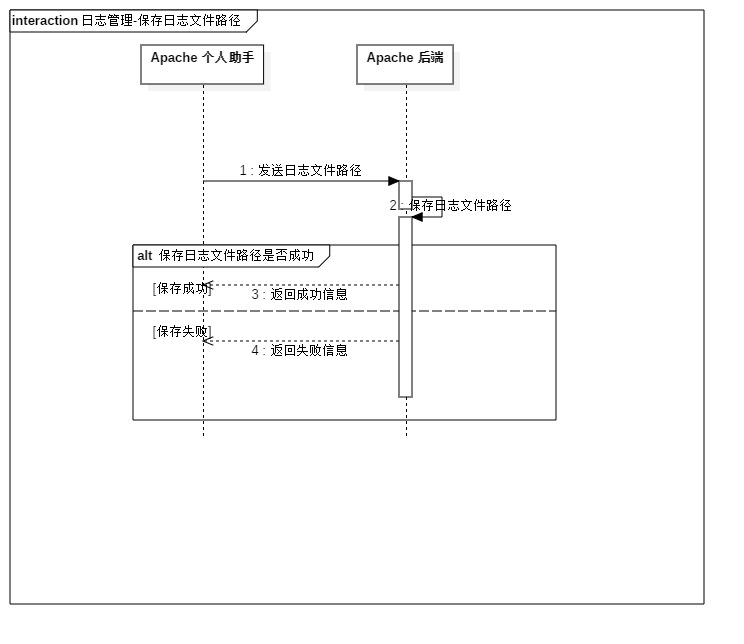 interaction 日志管理-保存日志文件路径
Apache 个人助手
Apache 后端
1 : 发送日志文件路径
2 : 保存日志文件路径
alt 保存日志文件路径是否成功
[保存成功]
3 : 返回成功信息
[保存失败]
4 : 返回失败信息